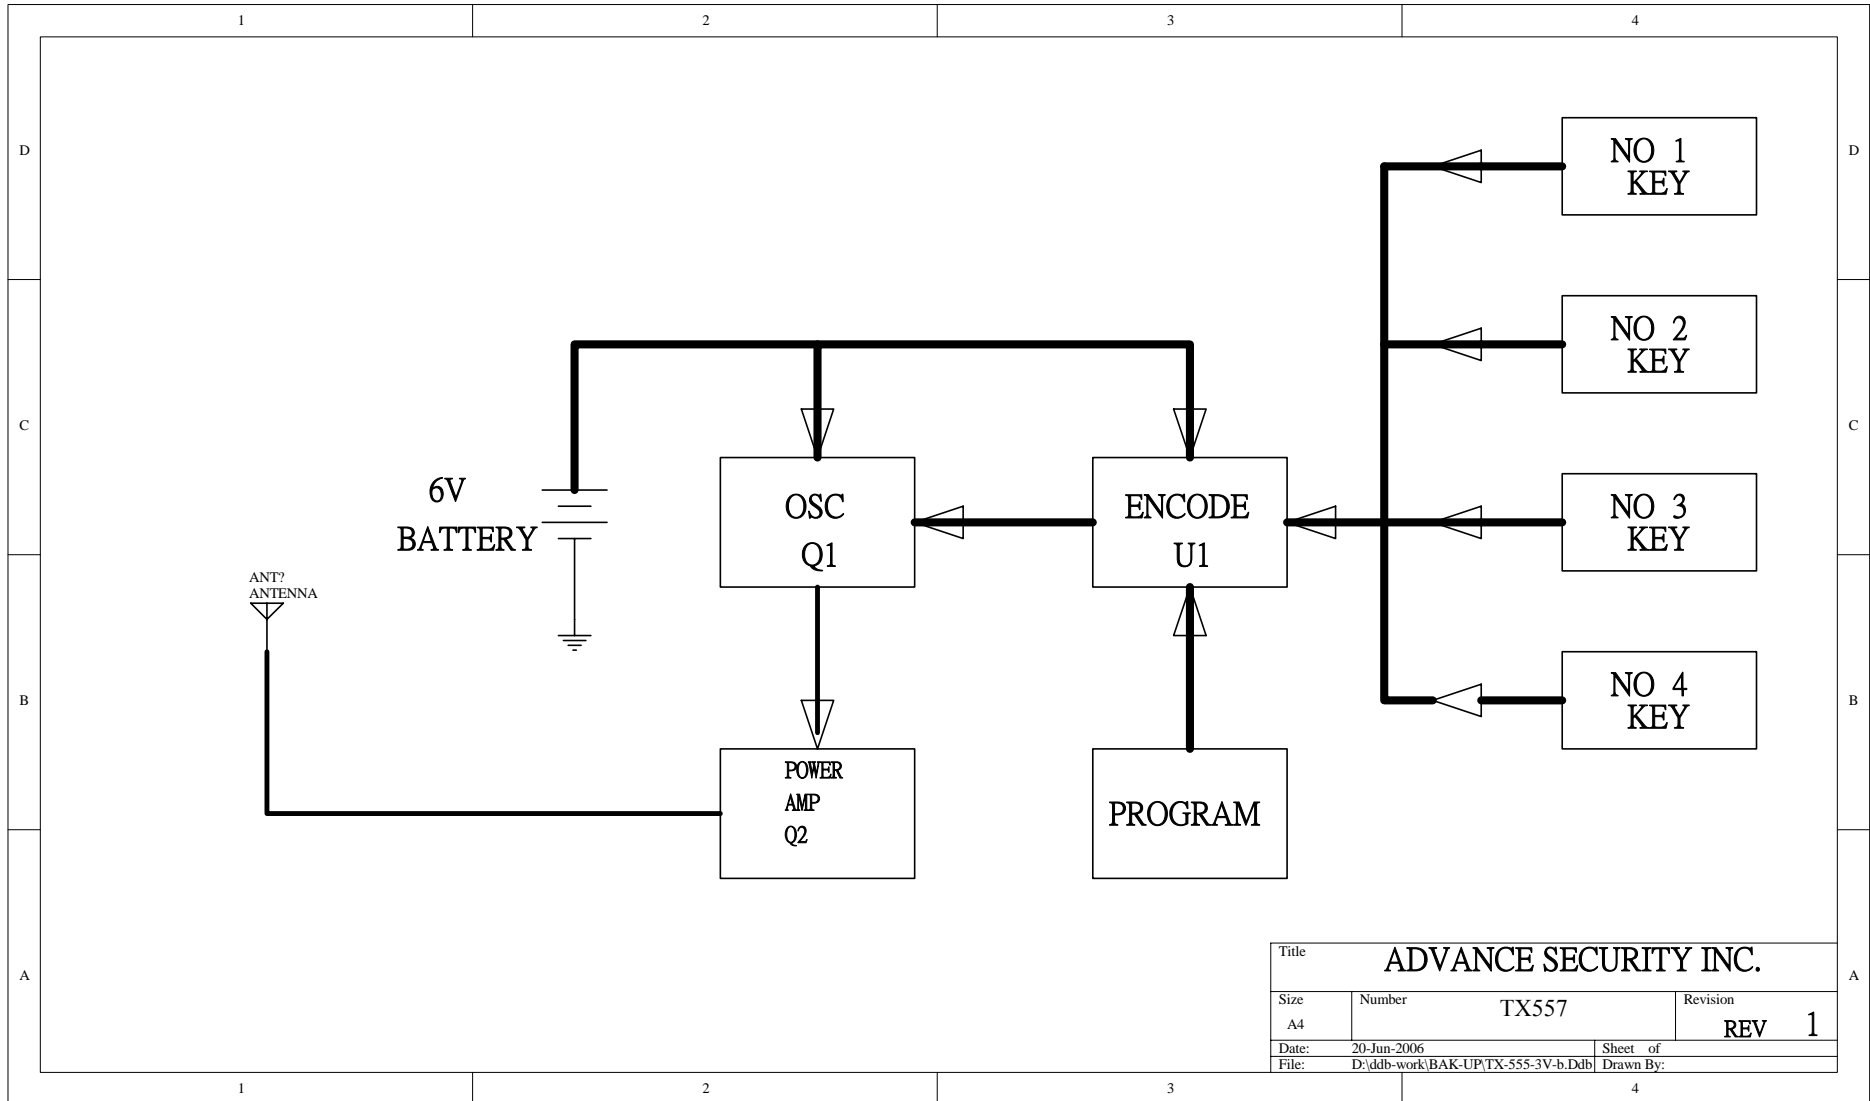 1 2 3 4
D D
NO 1
KEY
NO 2
KEY
C C
6V
BATTERY
OSC
Q1
ENCODE
U1
NO 3
KEY
ANT?
ANTENNA
B B
NO 4
KEY
POWER
AMP
Q2
PROGRAM
A A
Title ADVANCE SECURITY INC.
Size Number TX557 Revision
A4 REV 1
Date: 20-Jun-2006 Sheet of
File: D:\ddb-work\BAK-UP\TX-555-3V-b.Ddb Drawn By:
1 2 3 4